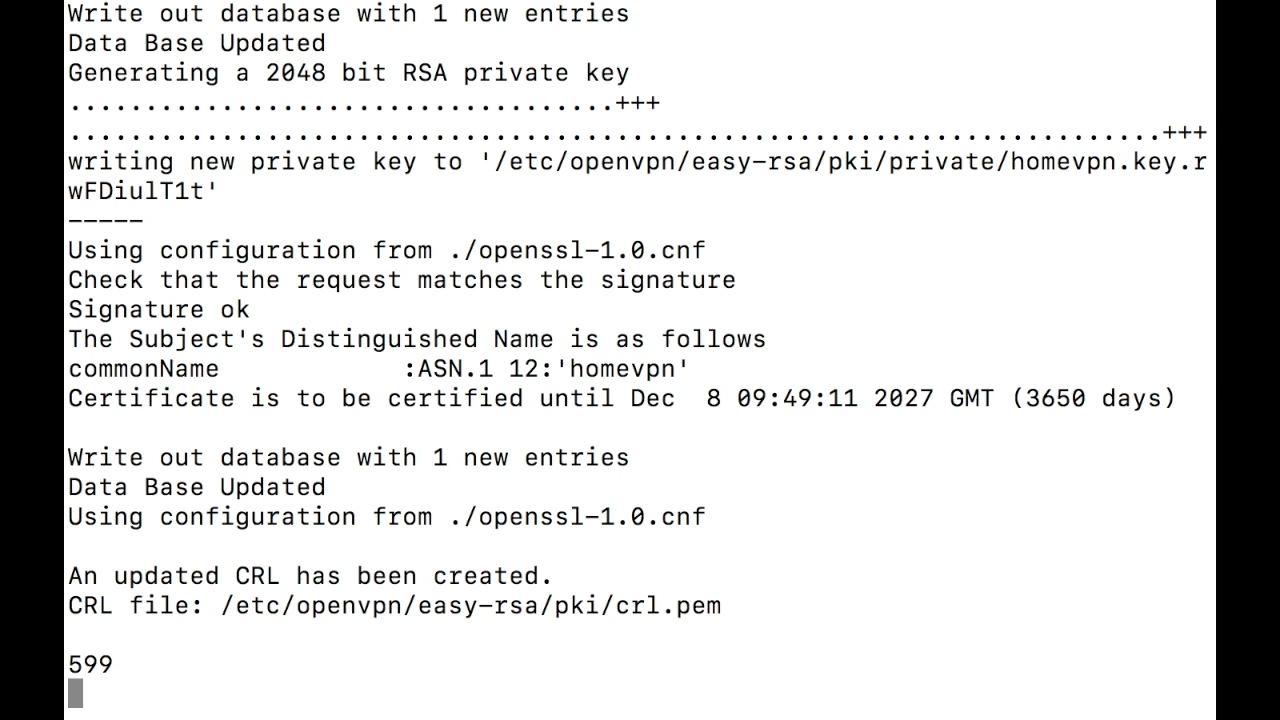 Write out database with 1 new entries
Data Base Updated
Generating a 2048 bit RSA private key
....................................+++
........................................................................+++
writing new private key to '/etc/openvpn/easy-rsa/pki/private/homevpn.key.r
wFDiulT1t'
-----
Using configuration from ./openssl-1.0.cnf
Check that the request matches the signature
Signature ok
The Subject's Distinguished Name is as follows
commonName            :ASN.1 12:'homevpn'
Certificate is to be certified until Dec  8 09:49:11 2027 GMT (3650 days)
Write out database with 1 new entries
Data Base Updated
Using configuration from ./openssl-1.0.cnf
An updated CRL has been created.
CRL file: /etc/openvpn/easy-rsa/pki/crl.pem
599